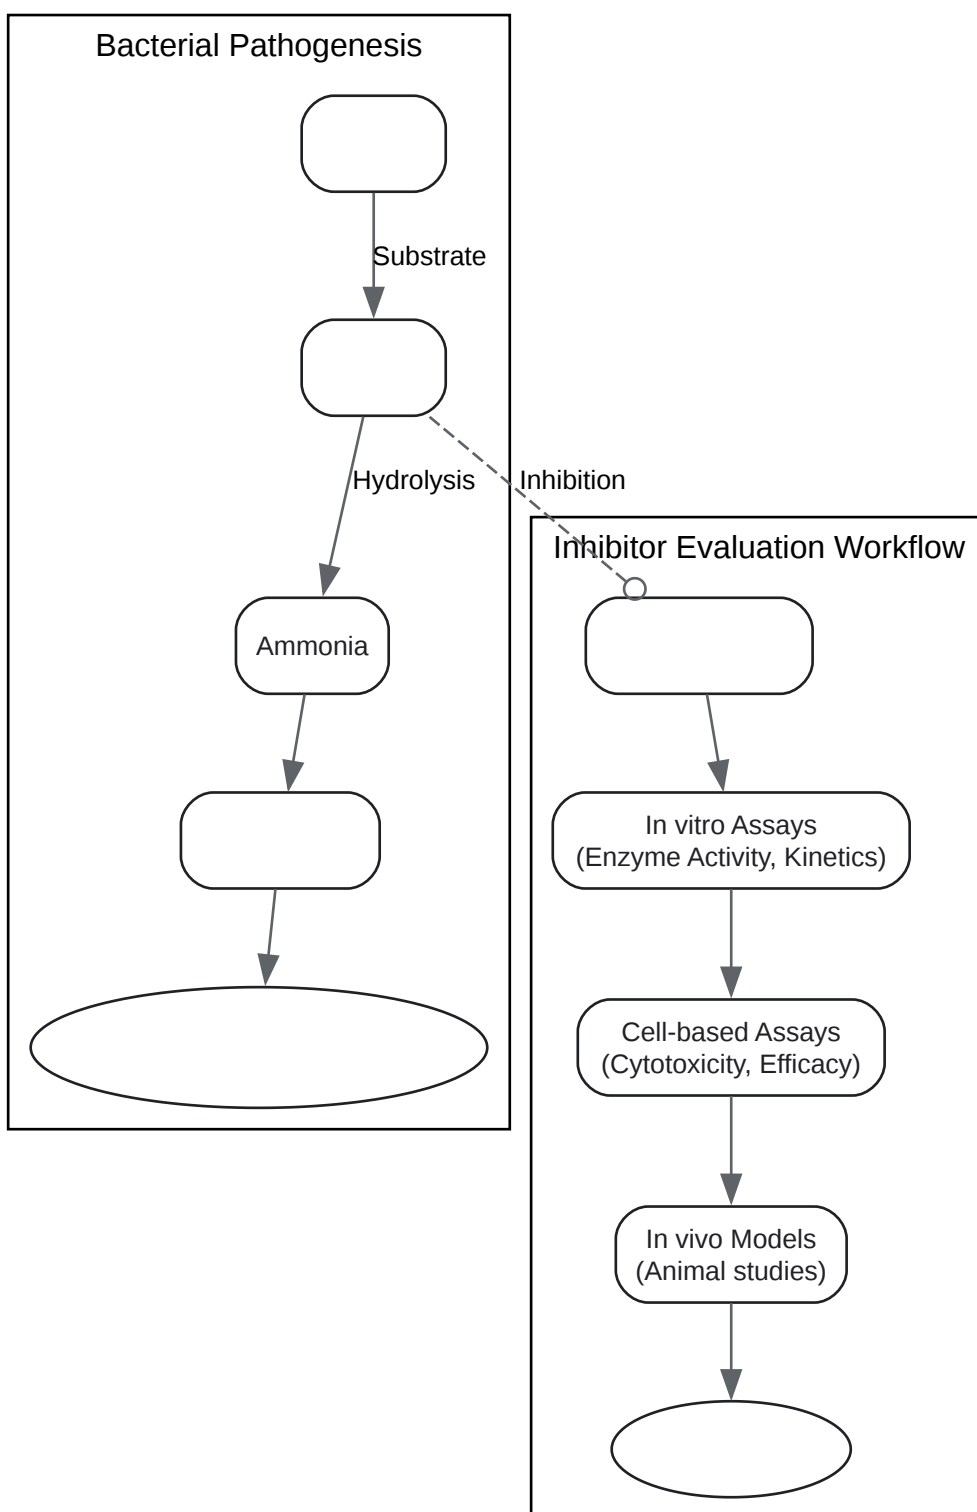 Bacterial Pathogenesis
Substrate
Hydrolysis
Inhibition
Inhibitor Evaluation Workflow
Ammonia
In vitro Assays
(Enzyme Activity, Kinetics)
Cell-based Assays
(Cytotoxicity, Efficacy)
In vivo Models
(Animal studies)